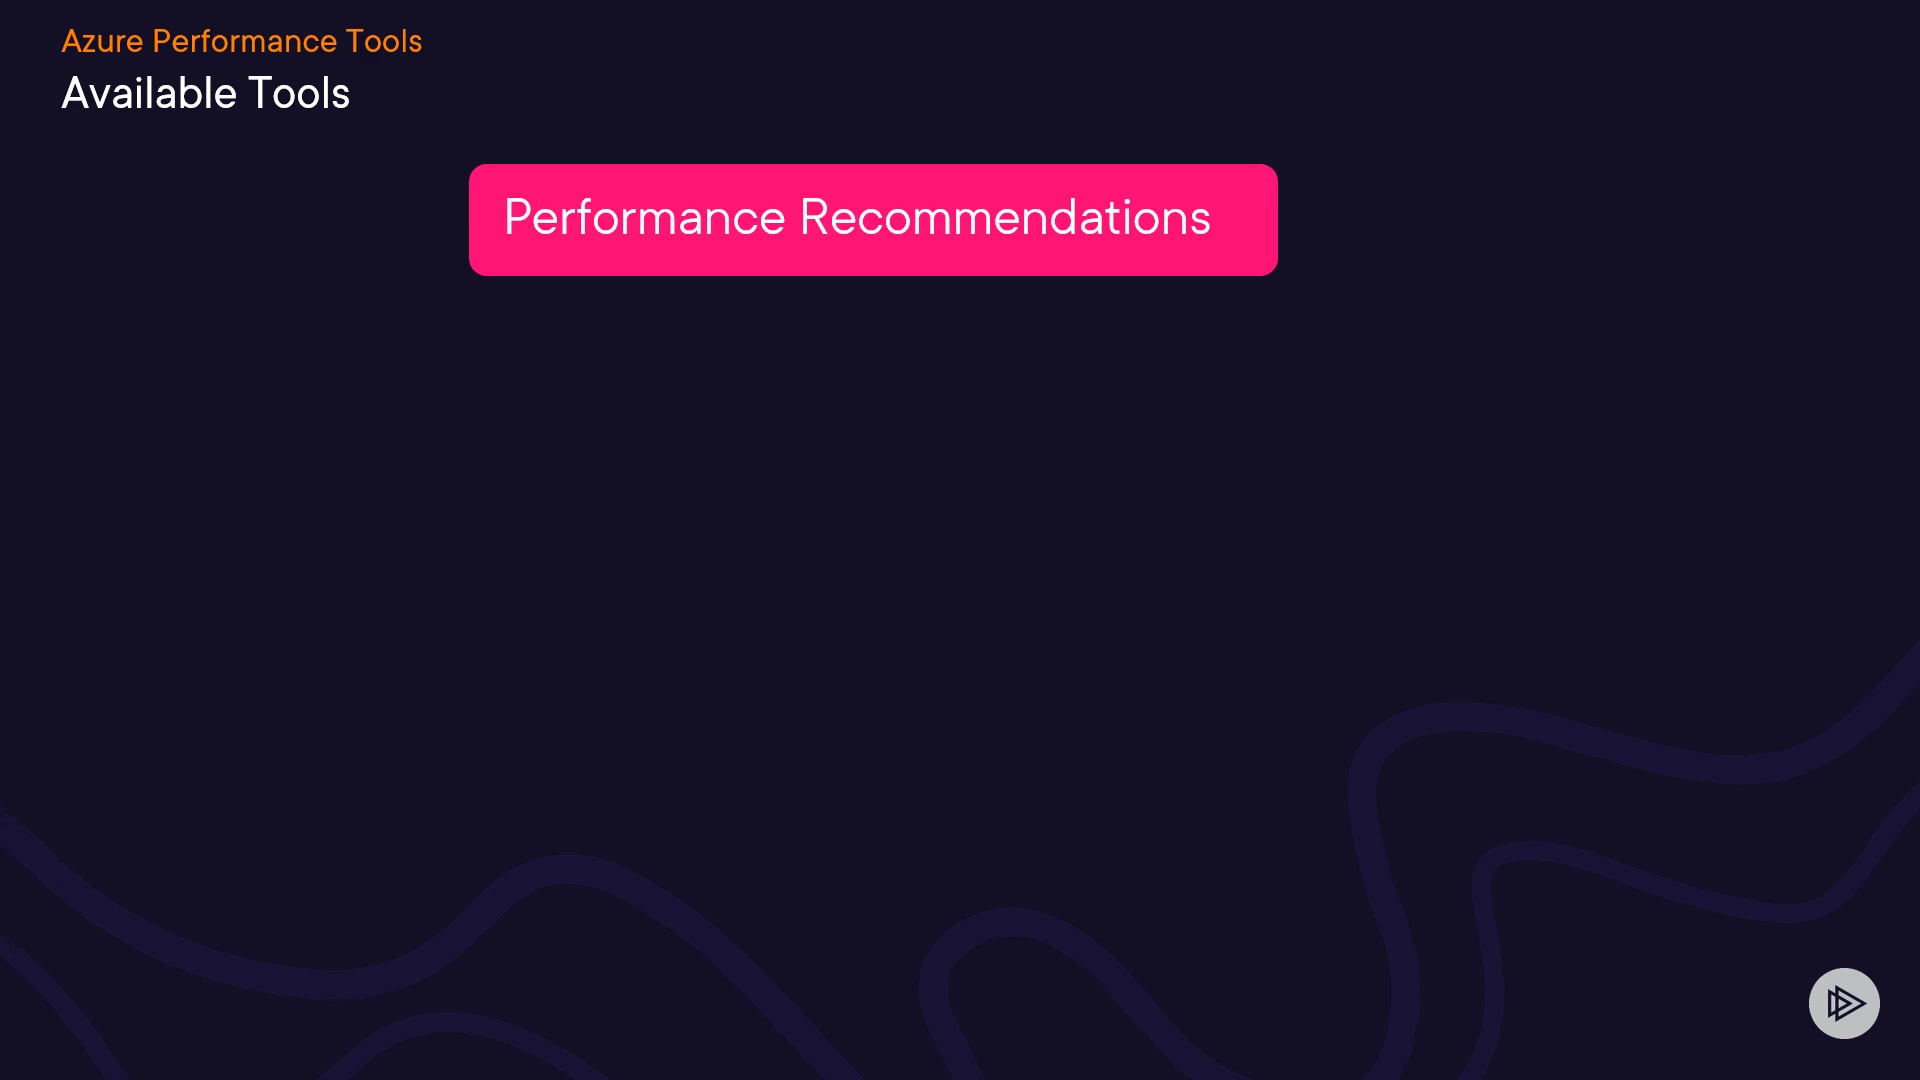 Azure Performance Tools
Available Tools
Performance Recommendations